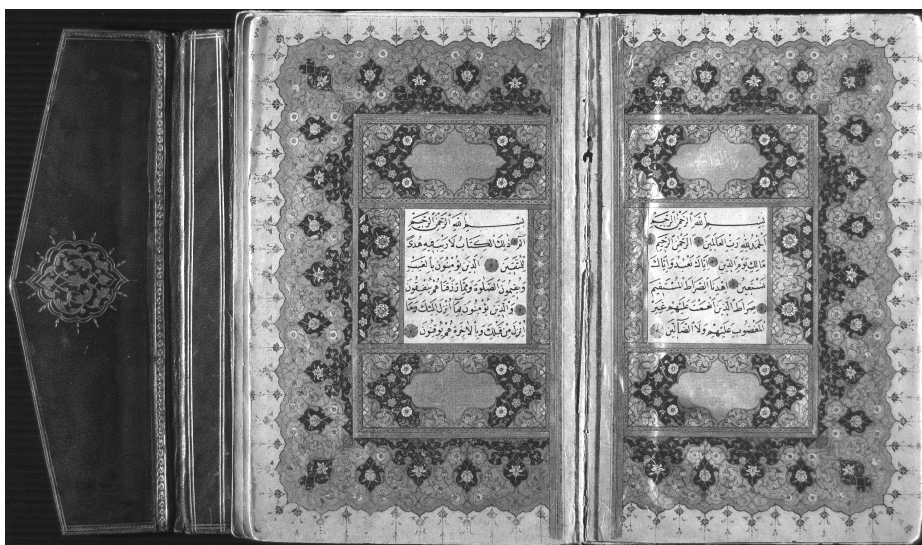 بسم الله الرحمن الرحيم
الحمد لله رب العالمين الرحمن الرحيم
مالك يوم الدين اياك نعبد واياك
نستعين اهدنا الصراط المستقيم
صراط الذين انعمت عليهم غير
المغضوب عليهم ولا الضالين
بسم الله الرحمن الرحيم
الم ذلك الكتاب لا ريب فيه هدى
للمتقين الذين يؤمنون بالغيب
ويقيمون الصلوة ومما رزقناهم ينفقون
والذين يؤمنون بما انزل اليك وما
انزل من قبلك وبالاخرة هم يوقنون